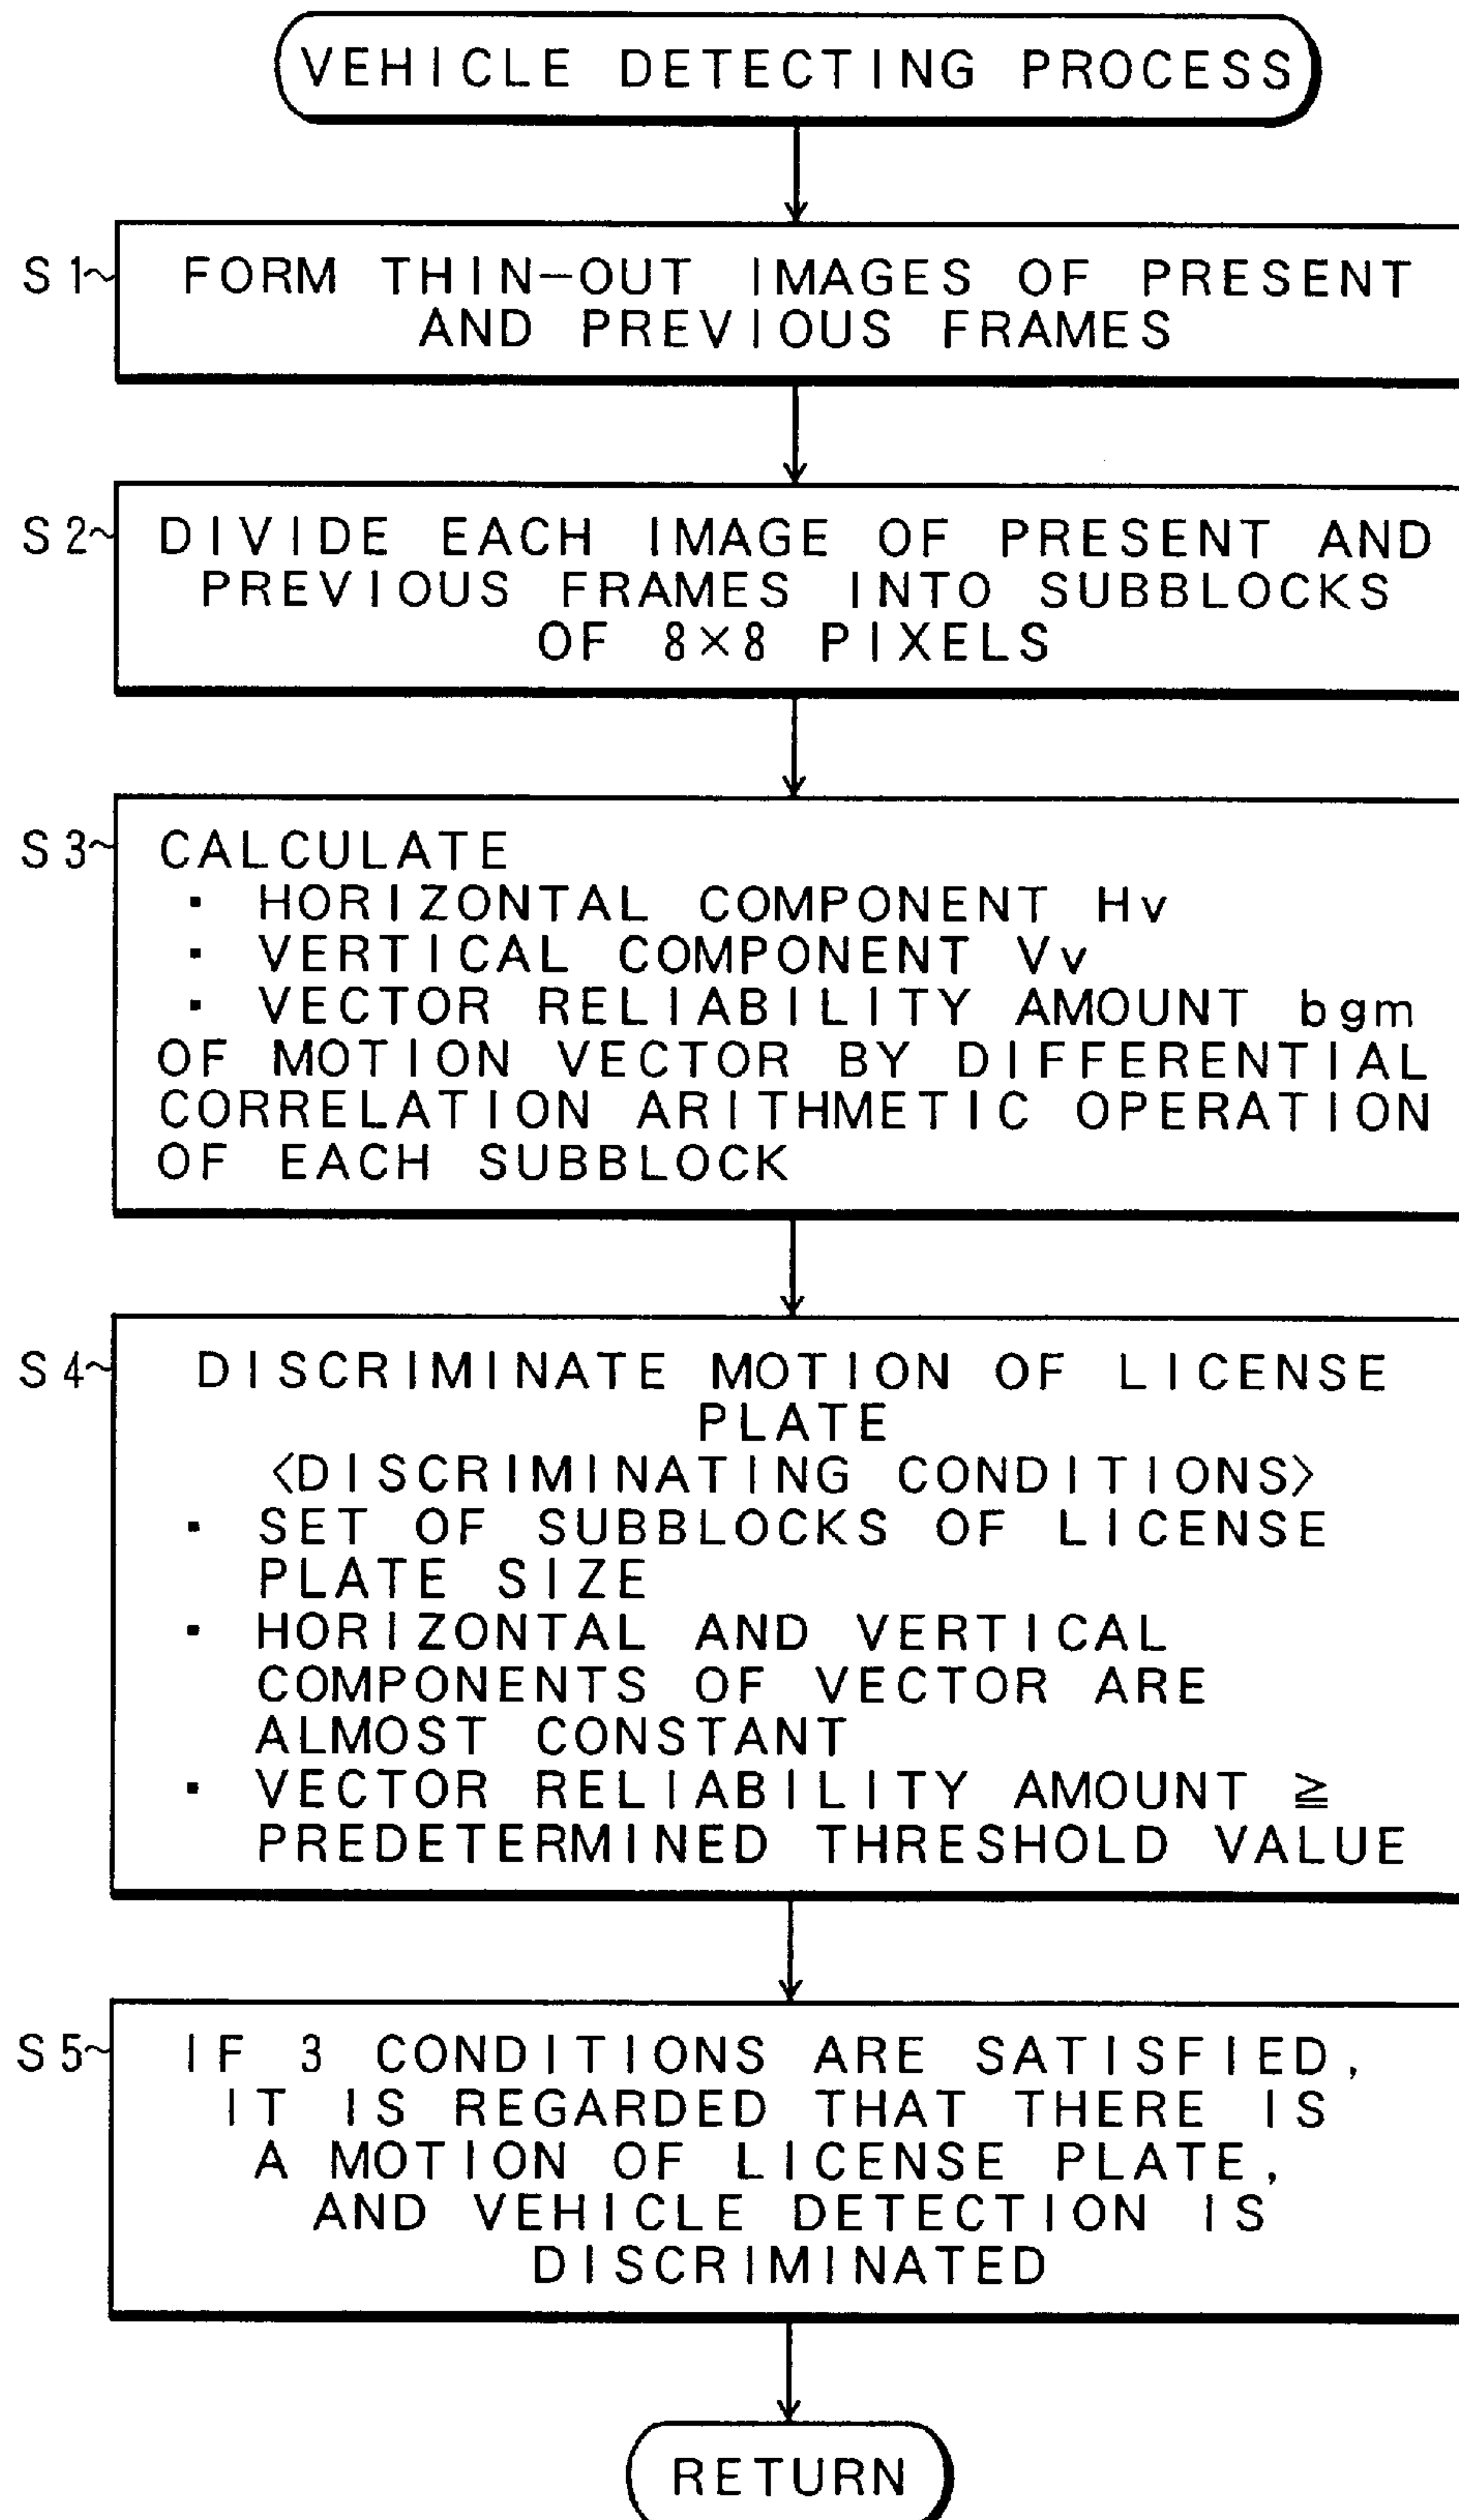 VEHICLE DETECTING PROCESS
S1~ FORM THIN-OUT IMAGES OF PRESENT
AND PREVIOUS FRAMES
S2~ DIVIDE EACH IMAGE OF PRESENT AND
PREVIOUS FRAMES INTO SUBBLOCKS
OF 8×8 PIXELS
S3~ CALCULATE
· HORIZONTAL COMPONENT Hv
· VERTICAL COMPONENT Vv
· VECTOR RELIABILITY AMOUNT bgm
OF MOTION VECTOR BY DIFFERENTIAL
CORRELATION ARITHMETIC OPERATION
OF EACH SUBBLOCK
S4~ DISCRIMINATE MOTION OF LICENSE
PLATE
<DISCRIMINATING CONDITIONS>
· SET OF SUBBLOCKS OF LICENSE
PLATE SIZE
· HORIZONTAL AND VERTICAL
COMPONENTS OF VECTOR ARE
ALMOST CONSTANT
· VECTOR RELIABILITY AMOUNT ≧
PREDETERMINED THRESHOLD VALUE
S5~ IF 3 CONDITIONS ARE SATISFIED,
IT IS REGARDED THAT THERE IS
A MOTION OF LICENSE PLATE,
AND VEHICLE DETECTION IS
DISCRIMINATED
RETURN